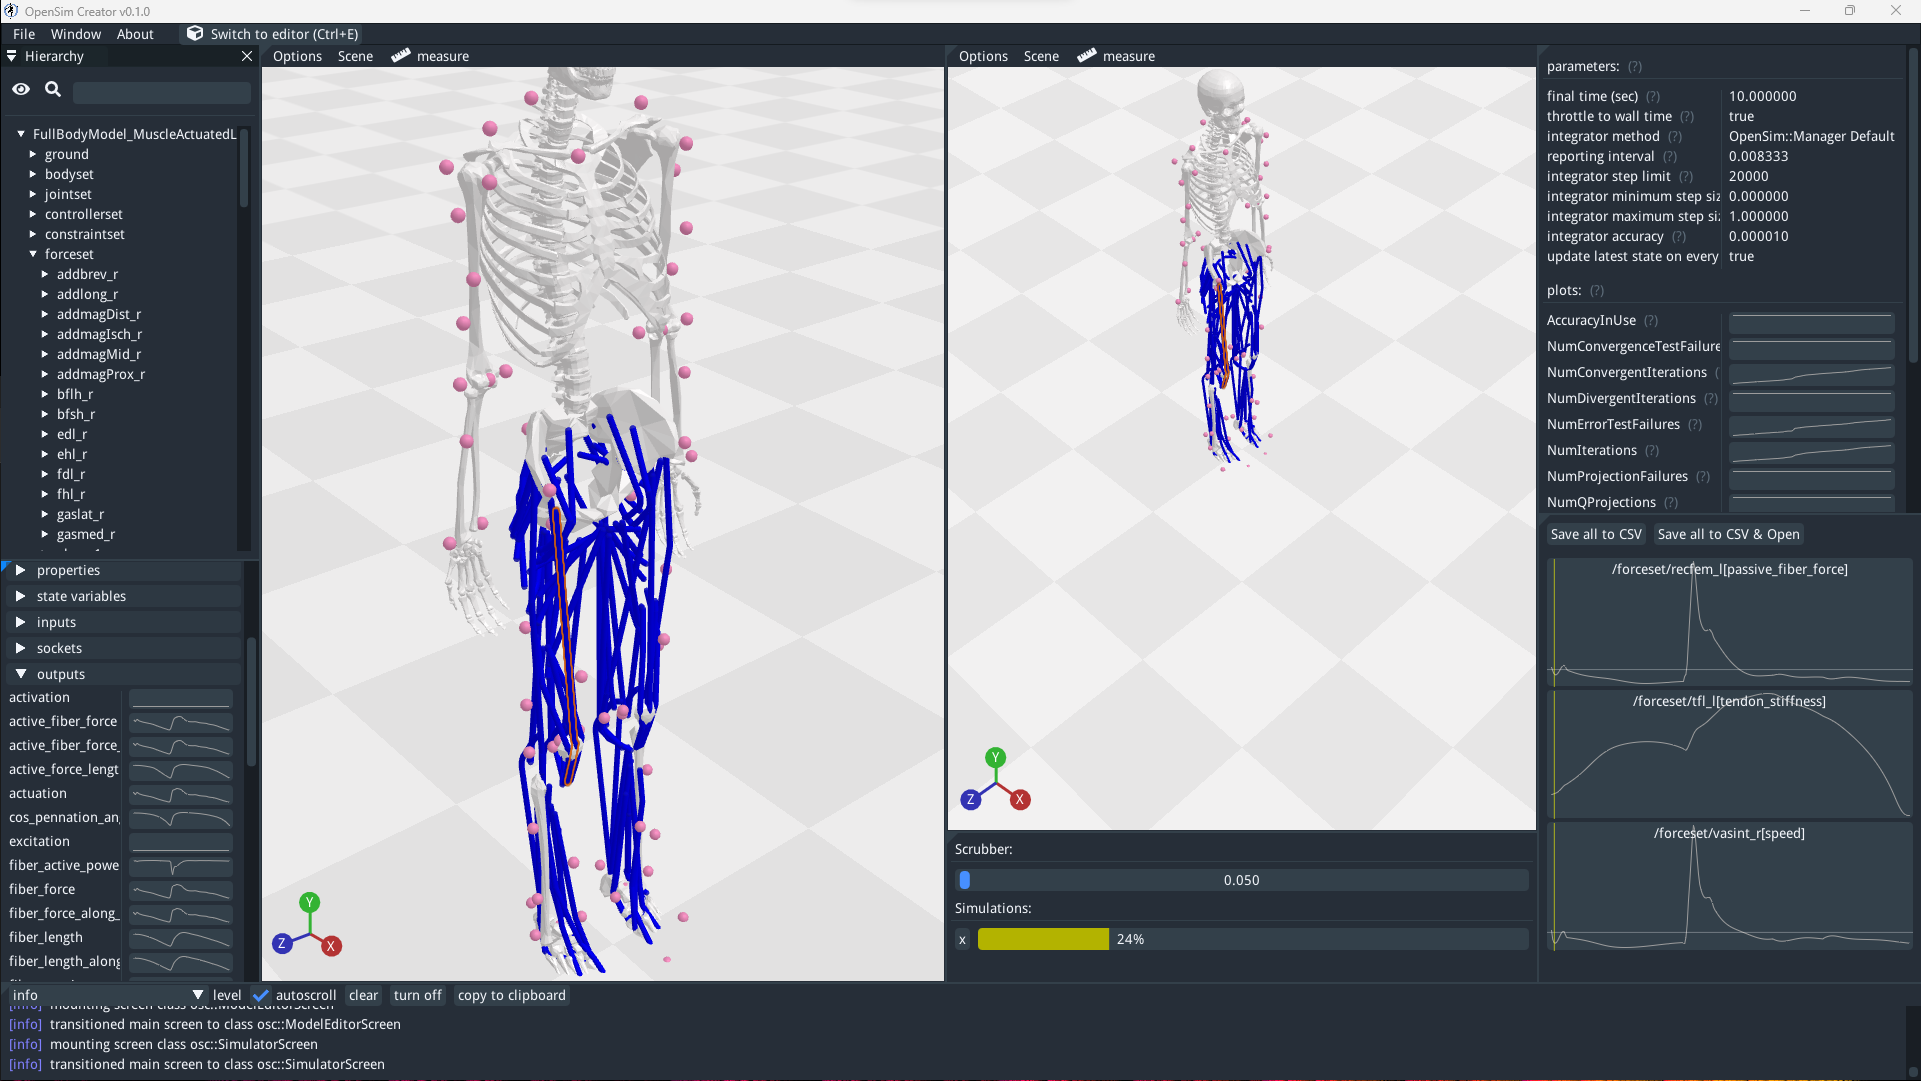 OpenSim Creator v0.1.0
File Window About Switch to editor (Ctrl+E)
Hierarchy
FullBodyModel_MuscleActuatedL
ground
bodyset
jointset
controllerset
constraintset
forceset
addbrev_r
addlong_r
addmagDist_r
addmagIsch_r
addmagMid_r
addmagProx_r
bflh_r
bfsh_r
edl_r
ehl_r
fdl_r
fhl_r
gaslat_r
gasmed_r
properties
state variables
inputs
sockets
outputs
activation
active_fiber_force
active_fiber_force_
active_force_lengt
actuation
cos_pennation_an
excitation
fiber_active_powe
fiber_force
fiber_force_along_
fiber_length
fiber_length_along
Options Scene measure
Y
Z
X
Options Scene measure
Y
Z
X
Scrubber:
0.050
Simulations:
x 24%
parameters: (?)
final time (sec) (?) 10.000000
throttle to wall time (?) true
integrator method (?) OpenSim::Manager Default
reporting interval (?) 0.008333
integrator step limit (?) 20000
integrator minimum step siz 0.000000
integrator maximum step siz 1.000000
integrator accuracy (?) 0.000010
update latest state on every true
plots: (?)
AccuracyInUse (?)
NumConvergenceTestFailure
NumConvergentIterations (
NumDivergentIterations (?)
NumErrorTestFailures (?)
NumIterations (?)
NumProjectionFailures (?)
NumQProjections (?)
Save all to CSV Save all to CSV & Open
/forceset/recfem_l[passive_fiber_force]
/forceset/tfl_l[tendon_stiffness]
/forceset/vasint_r[speed]
info level autoscroll clear turn off copy to clipboard
[info] mounting screen class osc::ModelEditorScreen
[info] transitioned main screen to class osc::ModelEditorScreen
[info] mounting screen class osc::SimulatorScreen
[info] transitioned main screen to class osc::SimulatorScreen